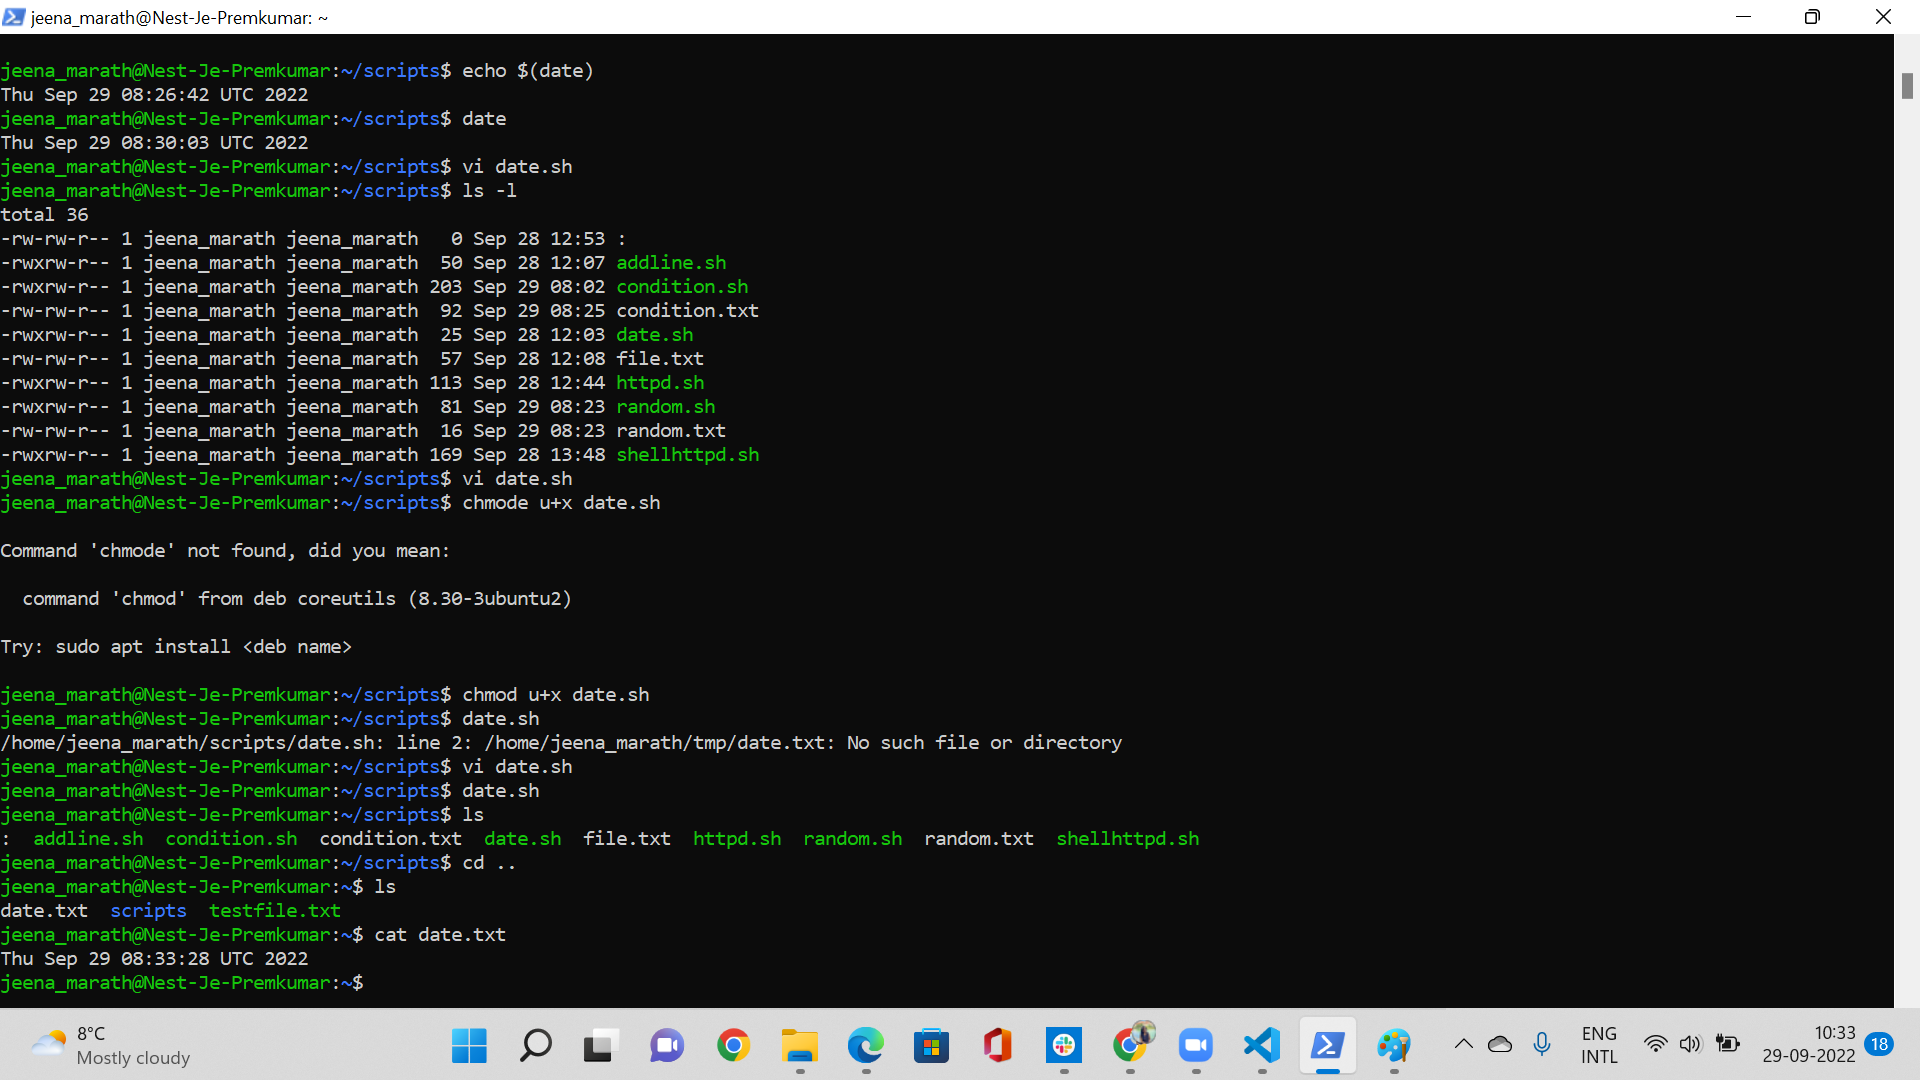 jeena_marath@Nest-Je-Premkumar: ~
jeena_marath@Nest-Je-Premkumar:~/scripts$ echo $(date)
Thu Sep 29 08:26:42 UTC 2022
jeena_marath@Nest-Je-Premkumar:~/scripts$ date
Thu Sep 29 08:30:03 UTC 2022
jeena_marath@Nest-Je-Premkumar:~/scripts$ vi date.sh
jeena_marath@Nest-Je-Premkumar:~/scripts$ ls -l
total 36
-rw-rw-r-- 1 jeena_marath jeena_marath   0 Sep 28 12:53 :
-rwxrw-r-- 1 jeena_marath jeena_marath  50 Sep 28 12:07 addline.sh
-rwxrw-r-- 1 jeena_marath jeena_marath 203 Sep 29 08:02 condition.sh
-rw-rw-r-- 1 jeena_marath jeena_marath  92 Sep 29 08:25 condition.txt
-rwxrw-r-- 1 jeena_marath jeena_marath  25 Sep 28 12:03 date.sh
-rw-rw-r-- 1 jeena_marath jeena_marath  57 Sep 28 12:08 file.txt
-rwxrw-r-- 1 jeena_marath jeena_marath 113 Sep 28 12:44 httpd.sh
-rwxrw-r-- 1 jeena_marath jeena_marath  81 Sep 29 08:23 random.sh
-rw-rw-r-- 1 jeena_marath jeena_marath  16 Sep 29 08:23 random.txt
-rwxrw-r-- 1 jeena_marath jeena_marath 169 Sep 28 13:48 shellhttpd.sh
jeena_marath@Nest-Je-Premkumar:~/scripts$ vi date.sh
jeena_marath@Nest-Je-Premkumar:~/scripts$ chmode u+x date.sh
Command 'chmode' not found, did you mean:
  command 'chmod' from deb coreutils (8.30-3ubuntu2)
Try: sudo apt install <deb name>
jeena_marath@Nest-Je-Premkumar:~/scripts$ chmod u+x date.sh
jeena_marath@Nest-Je-Premkumar:~/scripts$ date.sh
/home/jeena_marath/scripts/date.sh: line 2: /home/jeena_marath/tmp/date.txt: No such file or directory
jeena_marath@Nest-Je-Premkumar:~/scripts$ vi date.sh
jeena_marath@Nest-Je-Premkumar:~/scripts$ date.sh
jeena_marath@Nest-Je-Premkumar:~/scripts$ ls
:  addline.sh  condition.sh  condition.txt  date.sh  file.txt  httpd.sh  random.sh  random.txt  shellhttpd.sh
jeena_marath@Nest-Je-Premkumar:~/scripts$ cd ..
jeena_marath@Nest-Je-Premkumar:~$ ls
date.txt  scripts  testfile.txt
jeena_marath@Nest-Je-Premkumar:~$ cat date.txt
Thu Sep 29 08:33:28 UTC 2022
jeena_marath@Nest-Je-Premkumar:~$
8°C
Mostly cloudy
ENG
INTL
10:33
29-09-2022
18